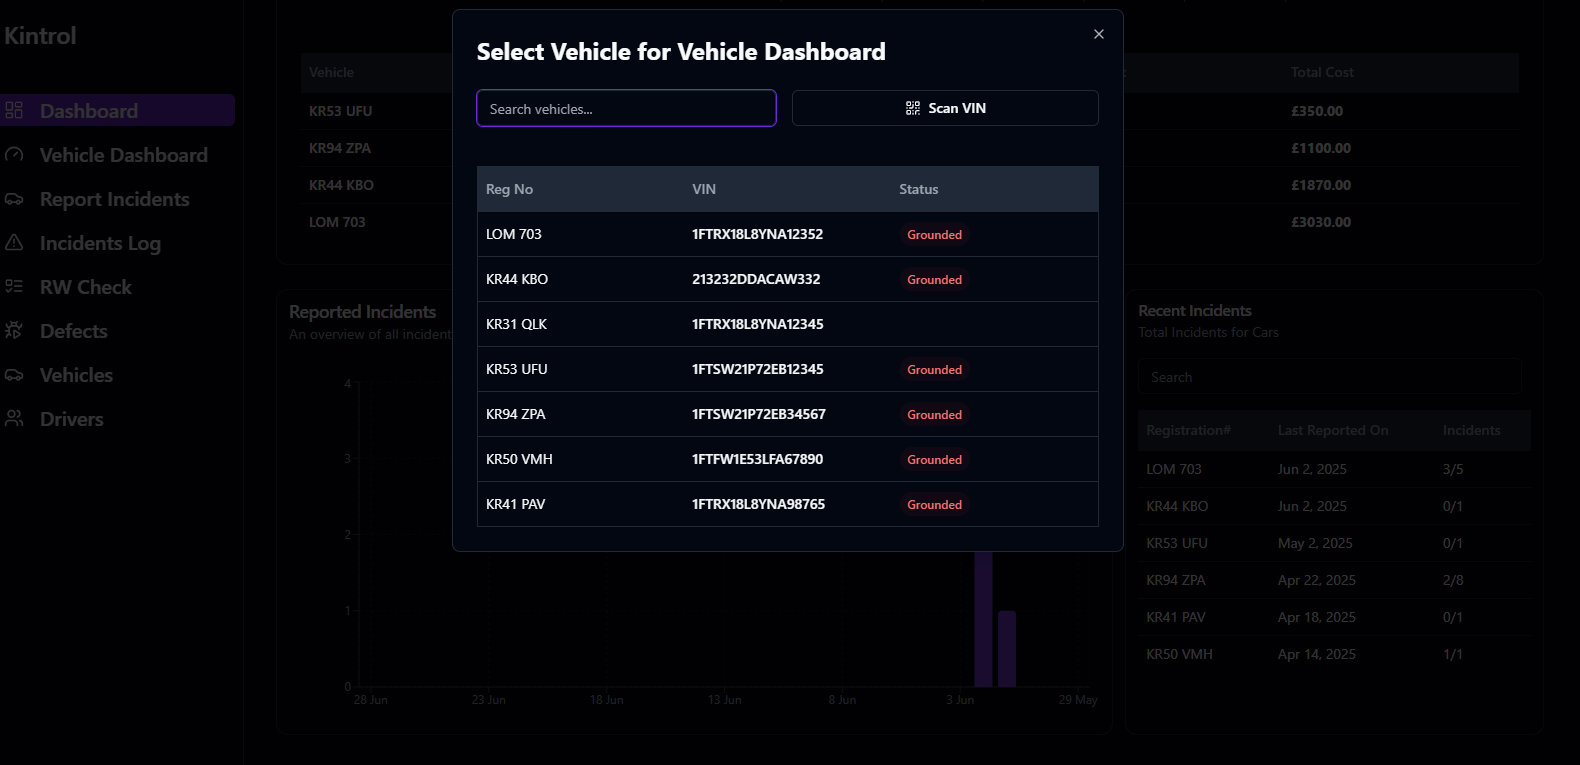 Kintrol
Dashboard
Vehicle Dashboard
Report Incidents
Incidents Log
RW Check
Defects
Vehicles
Drivers
Vehicle
Total Cost
KR53 UFU
£350.00
KR94 ZPA
£1100.00
KR44 KBO
£1870.00
LOM 703
£3030.00
Select Vehicle for Vehicle Dashboard
Search vehicles...
Scan VIN
Reg No VIN Status
LOM 703 1FTRX18L8YNA12352 Grounded
KR44 KBO 213232DDACAW332 Grounded
KR31 QLK 1FTRX18L8YNA12345
KR53 UFU 1FTSW21P72EB12345 Grounded
KR94 ZPA 1FTSW21P72EB34567 Grounded
KR50 VMH 1FTFW1E53LFA67890 Grounded
KR41 PAV 1FTRX18L8YNA98765 Grounded
Reported Incidents
An overview of all incident
4
3
2
1
0
28 Jun 23 Jun 18 Jun 13 Jun 8 Jun 3 Jun 29 May
Recent Incidents
Total Incidents for Cars
Search
Registration# Last Reported On Incidents
LOM 703 Jun 2, 2025 3/5
KR44 KBO Jun 2, 2025 0/1
KR53 UFU May 2, 2025 0/1
KR94 ZPA Apr 22, 2025 2/8
KR41 PAV Apr 18, 2025 0/1
KR50 VMH Apr 14, 2025 1/1